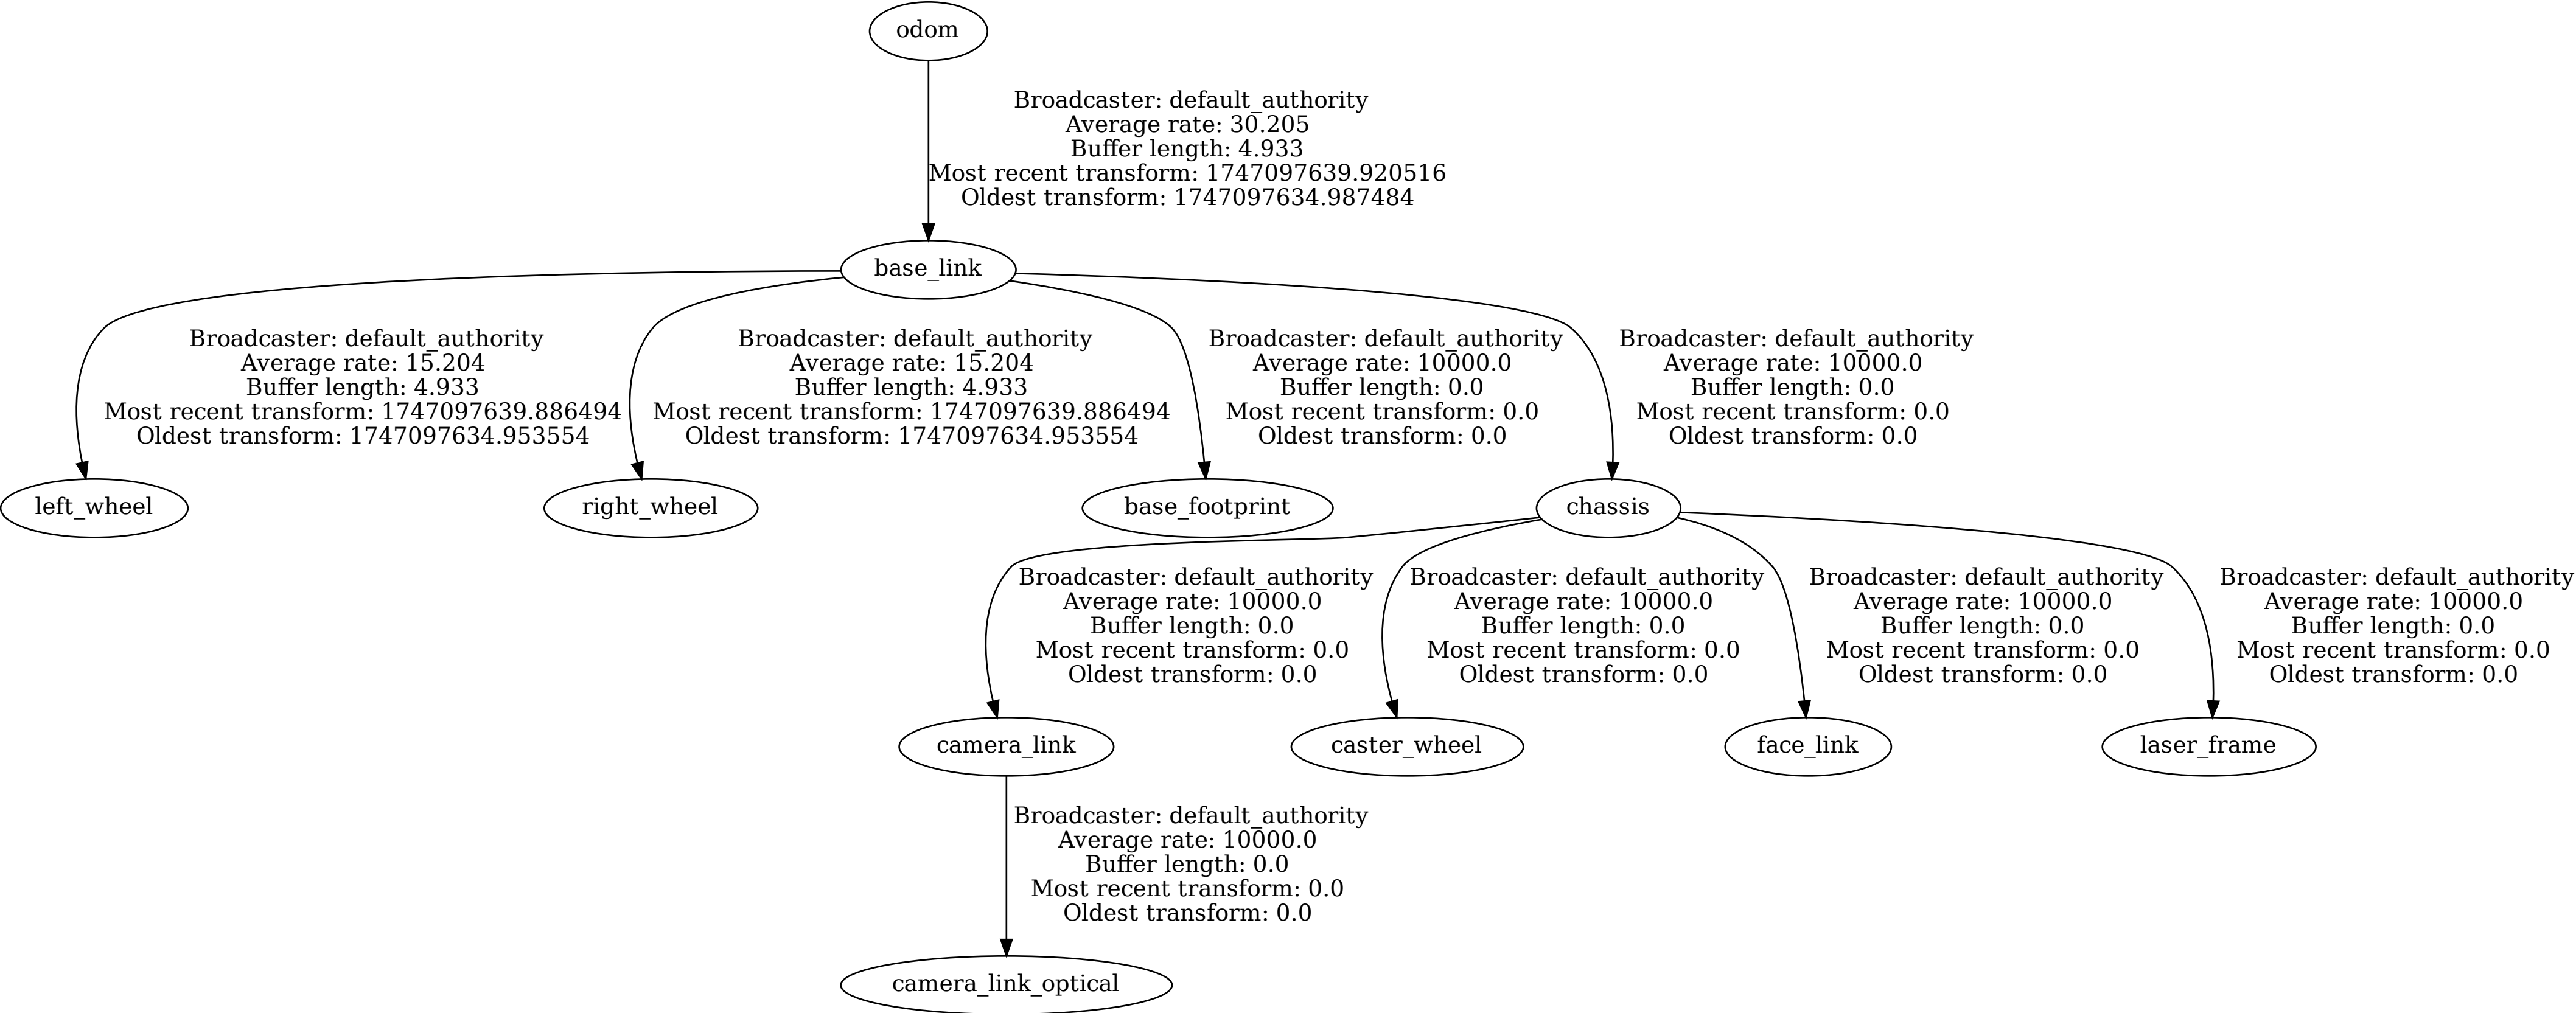 odom
Broadcaster: default_authority
Average rate: 30.205
Buffer length: 4.933
Most recent transform: 1747097639.920516
Oldest transform: 1747097634.987484
base_link
Broadcaster: default_authority
Average rate: 15.204
Buffer length: 4.933
Most recent transform: 1747097639.886494
Oldest transform: 1747097634.953554
Broadcaster: default_authority
Average rate: 15.204
Buffer length: 4.933
Most recent transform: 1747097639.886494
Oldest transform: 1747097634.953554
Broadcaster: default_authority
Average rate: 10000.0
Buffer length: 0.0
Most recent transform: 0.0
Oldest transform: 0.0
Broadcaster: default_authority
Average rate: 10000.0
Buffer length: 0.0
Most recent transform: 0.0
Oldest transform: 0.0
left_wheel
right_wheel
base_footprint
chassis
Broadcaster: default_authority
Average rate: 10000.0
Buffer length: 0.0
Most recent transform: 0.0
Oldest transform: 0.0
Broadcaster: default_authority
Average rate: 10000.0
Buffer length: 0.0
Most recent transform: 0.0
Oldest transform: 0.0
Broadcaster: default_authority
Average rate: 10000.0
Buffer length: 0.0
Most recent transform: 0.0
Oldest transform: 0.0
Broadcaster: default_authority
Average rate: 10000.0
Buffer length: 0.0
Most recent transform: 0.0
Oldest transform: 0.0
camera_link
caster_wheel
face_link
laser_frame
Broadcaster: default_authority
Average rate: 10000.0
Buffer length: 0.0
Most recent transform: 0.0
Oldest transform: 0.0
camera_link_optical